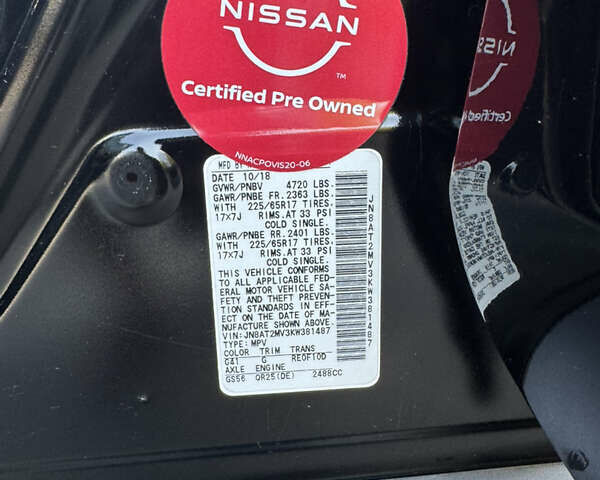 NISSAN
TM
Certified Pre Owned
NNACPOVIS20-06
MFD BY
DATE 10/18
GVWR/PNBV 4720 LBS.
GAWR/PNBE FR. 2363 LBS.
WITH 225/65R17 TIRES.
17X7J RIMS. AT 33 PSI
COLD SINGLE.
GAWR/PNBE RR. 2401 LBS.
WITH 225/65R17 TIRES.
17X7J RIMS. AT 33 PSI
COLD SINGLE.
THIS VEHICLE CONFORMS
TO ALL APPLICABLE FED-
ERAL MOTOR VEHICLE SA-
FETY AND THEFT PREVEN-
TION STANDARDS IN EFF-
ECT ON THE DATE OF MA-
NUFACTURE SHOWN ABOVE.
VIN: JN8AT2MV3KW381487
TYPE: MPV
COLOR TRIM TRANS
G41 G RE0F10D
AXLE ENGINE
GS56 QR25(DE) 2488CC
JN8AT2MV3KW381487
NISS